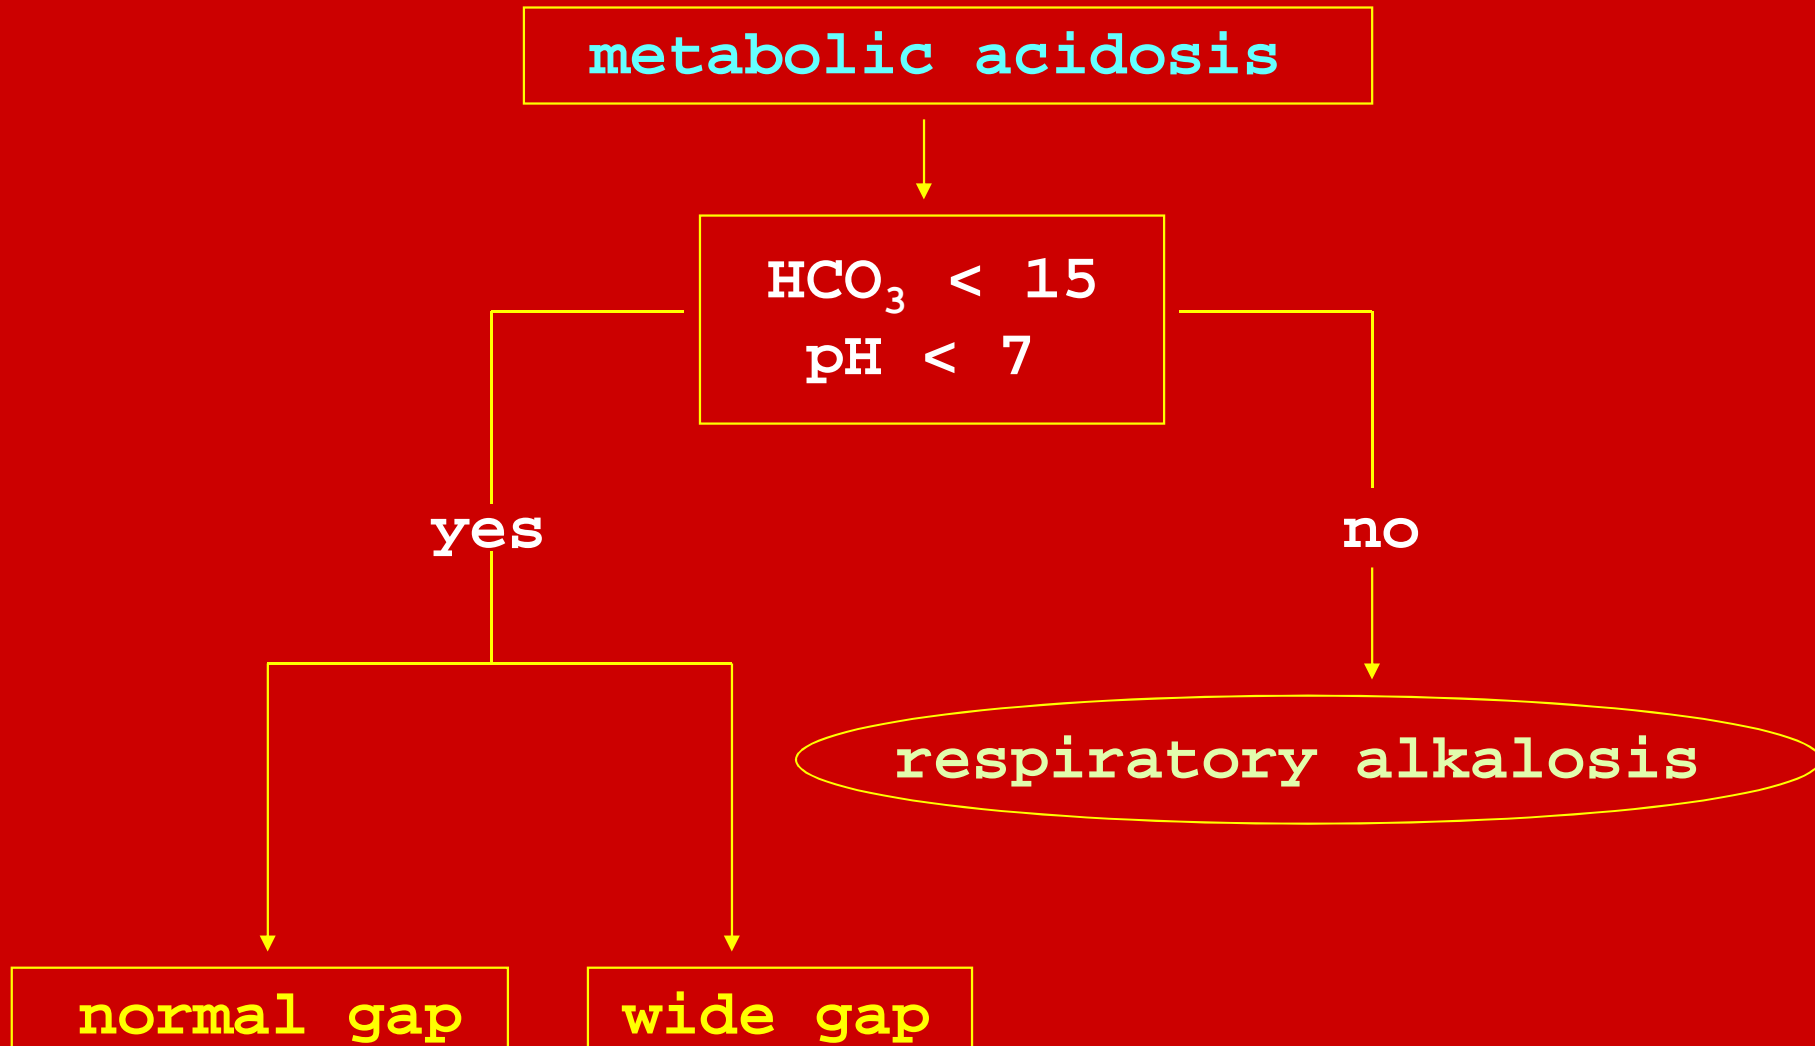 metabolic acidosis
HCO₃ < 15
pH < 7
yes
no
respiratory alkalosis
normal gap
wide gap